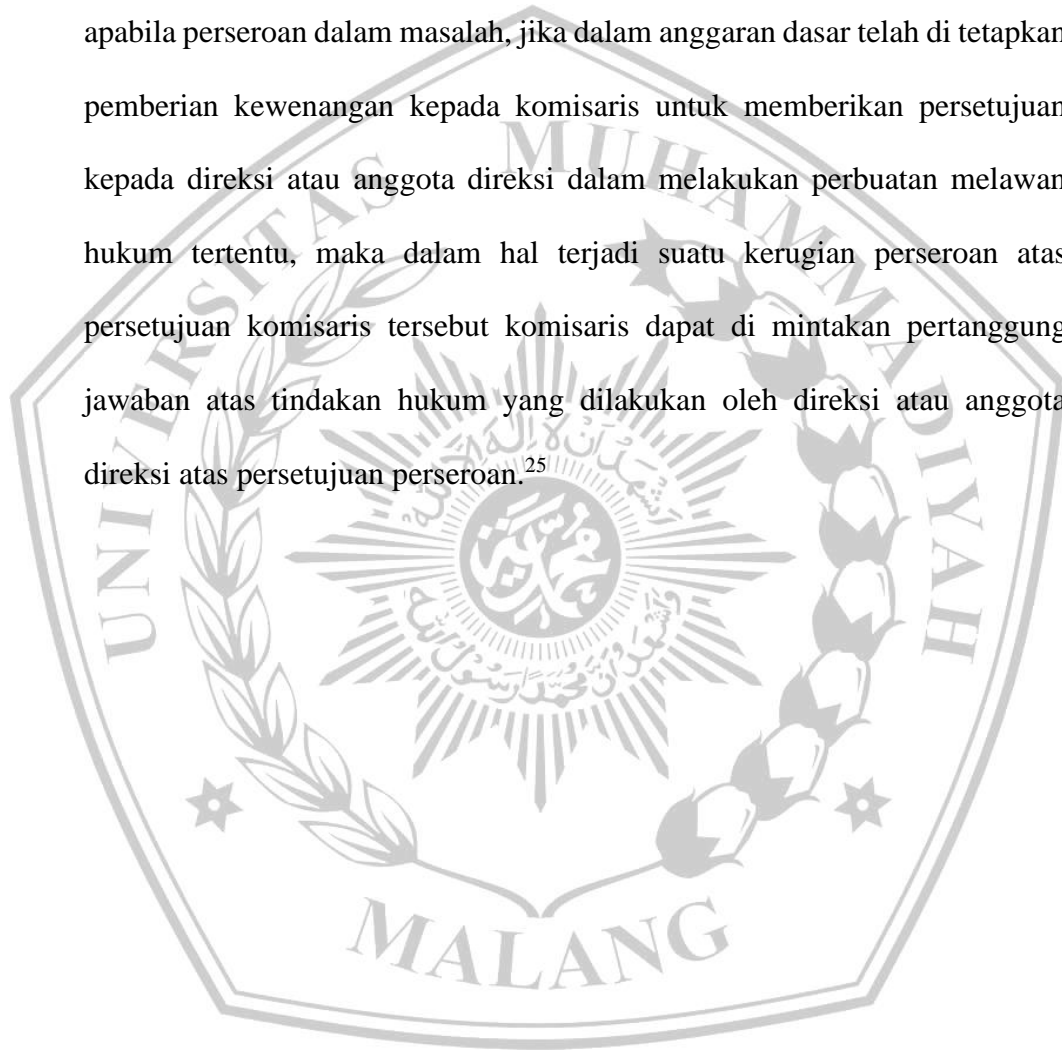 apabila perseroan dalam masalah, jika dalam anggaran dasar telah di tetapkan
pemberian kewenangan kepada komisaris untuk memberikan persetujuan
kepada direksi atau anggota direksi dalam melakukan perbuatan melawan
hukum tertentu, maka dalam hal terjadi suatu kerugian perseroan atas
persetujuan komisaris tersebut komisaris dapat di mintakan pertanggung
jawaban atas tindakan hukum yang dilakukan oleh direksi atau anggota
direksi atas persetujuan perseroan.25
UNIVERSITAS MUHAMMADIYAH
MALANG